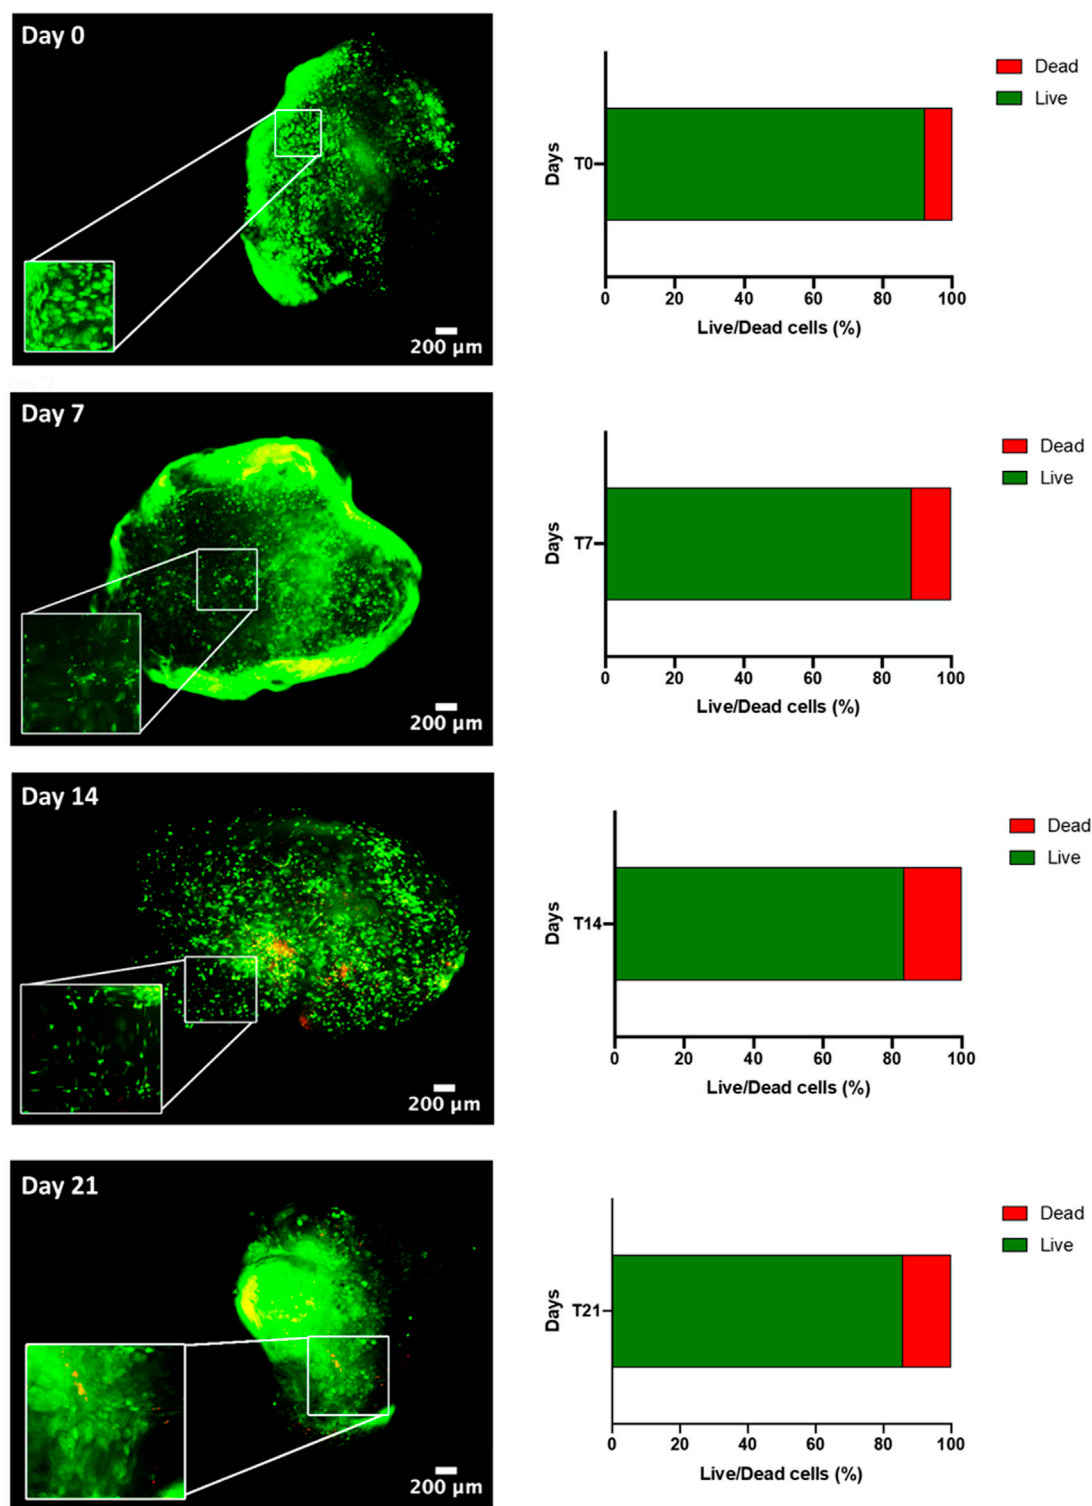 Day 0
200 µm
Dead
Live
Days
T0
0 20 40 60 80 100
Live/Dead cells (%)
Day 7
200 µm
Dead
Live
Days
T7
0 20 40 60 80 100
Live/Dead cells (%)
Day 14
200 µm
Dead
Live
Days
T14
0 20 40 60 80 100
Live/Dead cells (%)
Day 21
200 µm
Dead
Live
Days
T21
0 20 40 60 80 100
Live/Dead cells (%)